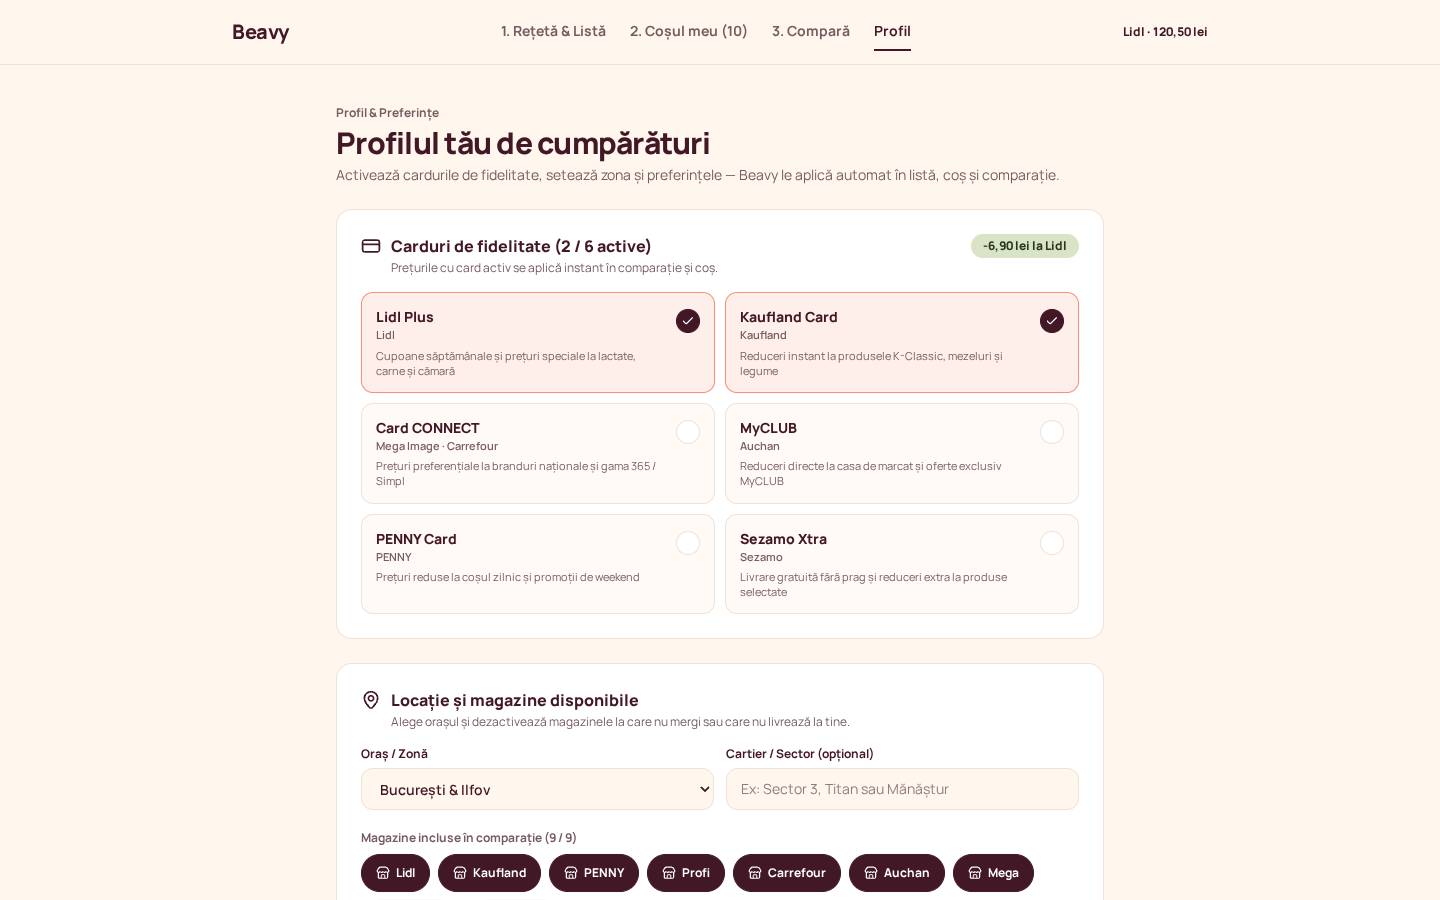 Beavy
1. Rețetă & Listă
2. Coșul meu (10)
3. Compară
Profil
Lidl · 120,50 lei
Profil & Preferințe
Profilul tău de cumpărături
Activează cardurile de fidelitate, setează zona și preferințele — Beavy le aplică automat în listă, coș și comparație.
Carduri de fidelitate (2 / 6 active)
-6,90 lei la Lidl
Prețurile cu card activ se aplică instant în comparație și coș.
Lidl Plus
Lidl
Cupoane săptămânale și prețuri speciale la lactate,
carne și cămară
Kaufland Card
Kaufland
Reduceri instant la produsele K-Classic, mezeluri și
legume
Card CONNECT
Mega Image · Carrefour
Prețuri preferențiale la branduri naționale și gama 365 /
Simpl
MyCLUB
Auchan
Reduceri directe la casa de marcat și oferte exclusiv
MyCLUB
PENNY Card
PENNY
Prețuri reduse la coșul zilnic și promoții de weekend
Sezamo Xtra
Sezamo
Livrare gratuită fără prag și reduceri extra la produse
selectate
Locație și magazine disponibile
Alege orașul și dezactivează magazinele la care nu mergi sau care nu livrează la tine.
Oraș / Zonă
Cartier / Sector (opțional)
București & Ilfov
Ex: Sector 3, Titan sau Mănăștur
Magazine incluse în comparație (9 / 9)
Lidl
Kaufland
PENNY
Profi
Carrefour
Auchan
Mega